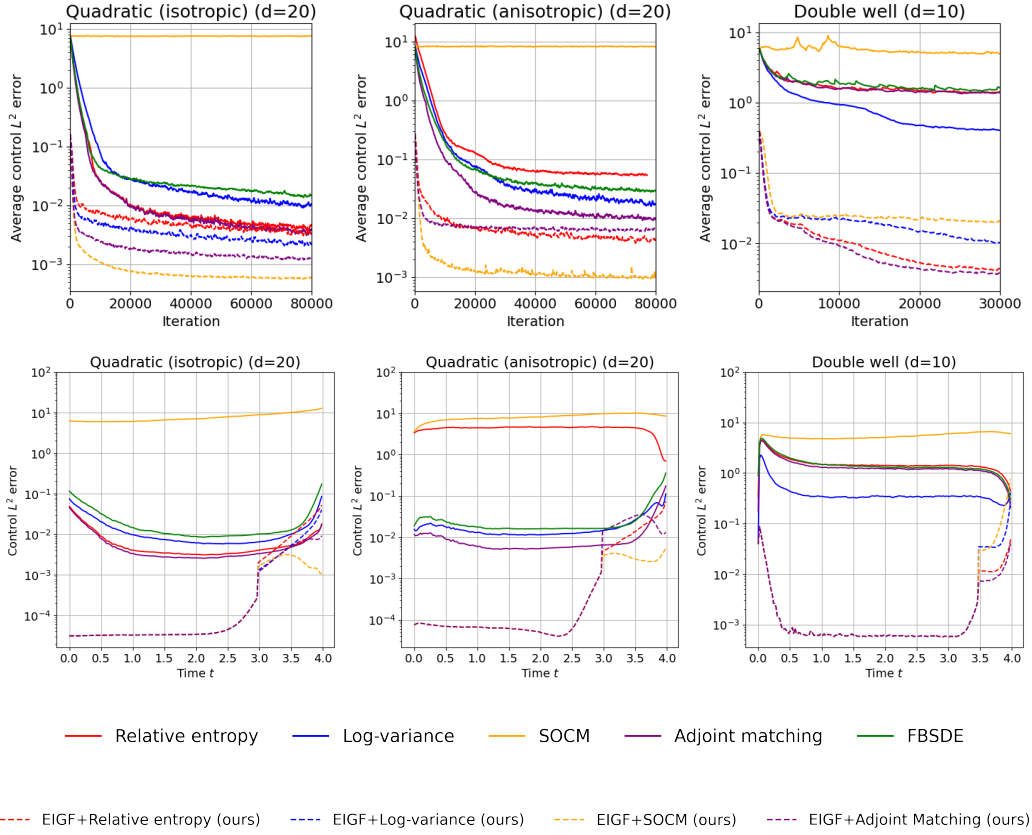 Quadratic (isotropic) (d=20)
Average control L² error
10¹
10⁰
10⁻¹
10⁻²
10⁻³
0 20000 40000 60000 80000
Iteration
Quadratic (anisotropic) (d=20)
Average control L² error
10¹
10⁰
10⁻¹
10⁻²
10⁻³
0 20000 40000 60000 80000
Iteration
Double well (d=10)
Average control L² error
10¹
10⁰
10⁻¹
10⁻²
0 10000 20000 30000
Iteration
Quadratic (isotropic) (d=20)
Control L² error
10²
10¹
10⁰
10⁻¹
10⁻²
10⁻³
10⁻⁴
0.0 0.5 1.0 1.5 2.0 2.5 3.0 3.5 4.0
Time t
Quadratic (anisotropic) (d=20)
Control L² error
10²
10¹
10⁰
10⁻¹
10⁻²
10⁻³
10⁻⁴
0.0 0.5 1.0 1.5 2.0 2.5 3.0 3.5 4.0
Time t
Double well (d=10)
Control L² error
10²
10¹
10⁰
10⁻¹
10⁻²
10⁻³
0.0 0.5 1.0 1.5 2.0 2.5 3.0 3.5 4.0
Time t
Relative entropy Log-variance SOCM Adjoint matching FBSDE
EIGF+Relative entropy (ours) EIGF+Log-variance (ours) EIGF+SOCM (ours) EIGF+Adjoint Matching (ours)